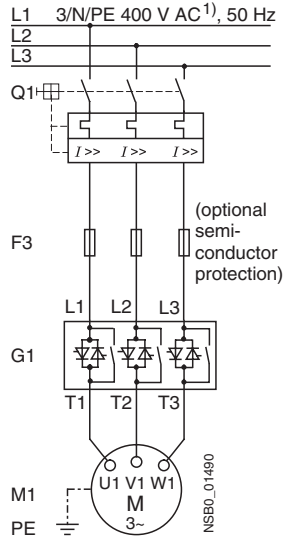 L1 3/N/PE 400 V AC1), 50 Hz
L2
L3
Q1
I >> I >> I >>
F3
(optional
semi-
conductor
protection)
L1 L2 L3
G1
T1 T2 T3
U1 V1 W1
M1
M
3~
PE
NSB0_01490